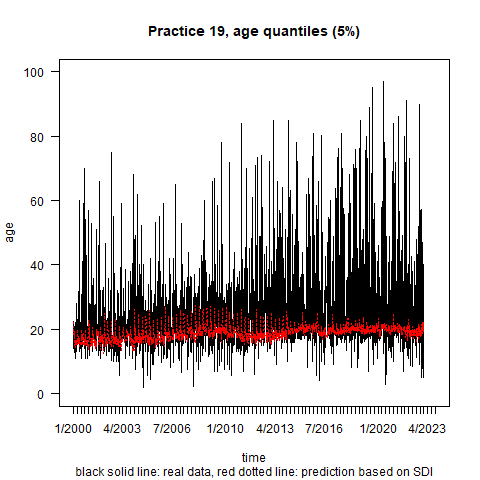 Practice 19, age quantiles (5%)
100
80
60
40
20
0
age
1/2000 4/2003 7/2006 1/2010 4/2013 7/2016 1/2020 4/2023
time
black solid line: real data, red dotted line: prediction based on SDI